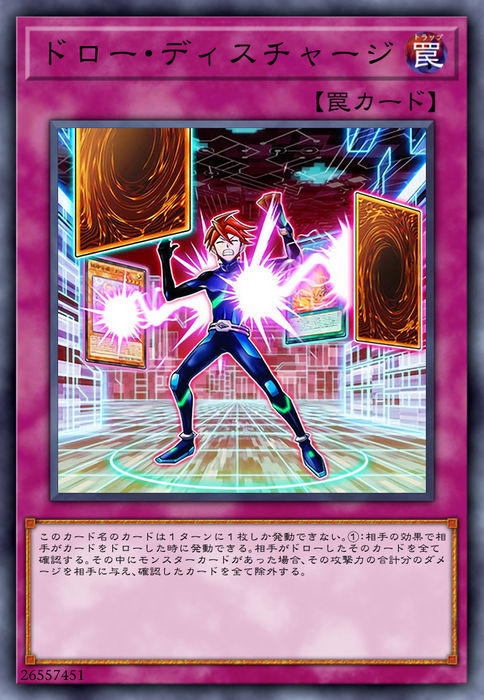 ドロー・ディスチャージ
トラップ
罠
【罠カード】
このカード名のカードは１ターンに１枚しか発動できない。①：相手の効果で相
手がカードをドローした時に発動できる。相手がドローしたそのカードを全て
確認する。その中にモンスターカードがあった場合、その攻撃力の合計分のダメ
ージを相手に与え、確認したカードを全て除外する。
26557451